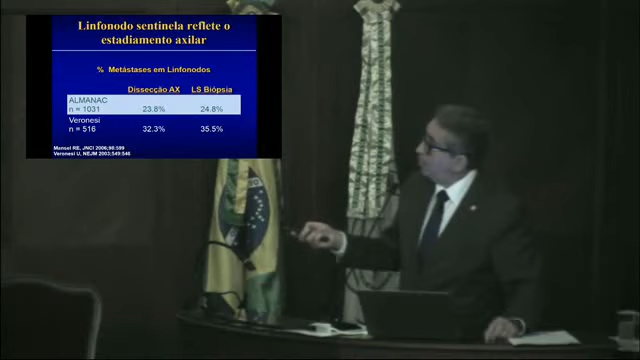 Linfonodo sentinela reflete o
estadiamento axilar
% Metástases em Linfonodos
Dissecção AX LS Biópsia
ALMANAC
n = 1031 23.8% 24.8%
Veronesi
n = 516 32.3% 35.5%
Mansel RE, JNCI 2006;98:599
Veronesi U, NEJM 2003;349:546